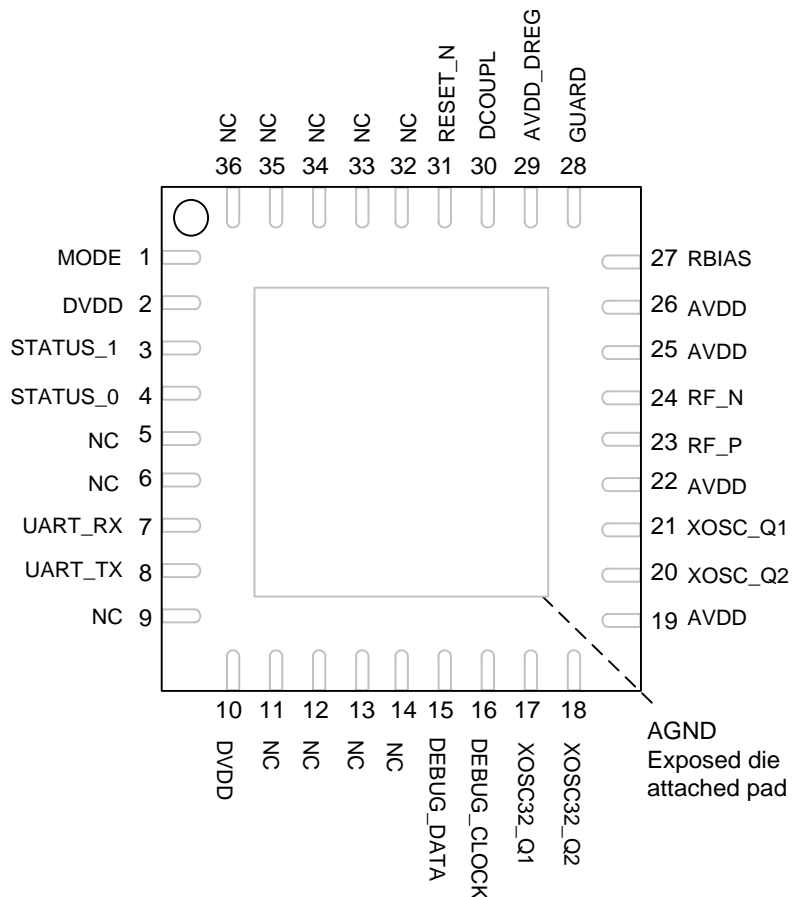 NC
NC
NC
NC
NC
RESET_N
DCOUPL
AVDD_DREG
GUARD
36 35 34 33 32 31 30 29 28
MODE 1
DVDD 2
STATUS_1 3
STATUS_0 4
NC 5
NC 6
UART_RX 7
UART_TX 8
NC 9
27 RBIAS
26 AVDD
25 AVDD
24 RF_N
23 RF_P
22 AVDD
21 XOSC_Q1
20 XOSC_Q2
19 AVDD
10 11 12 13 14 15 16 17 18
DVDD
NC
NC
NC
NC
DEBUG_DATA
DEBUG_CLOCK
XOSC32_Q1
XOSC32_Q2
AGND
Exposed die
attached pad